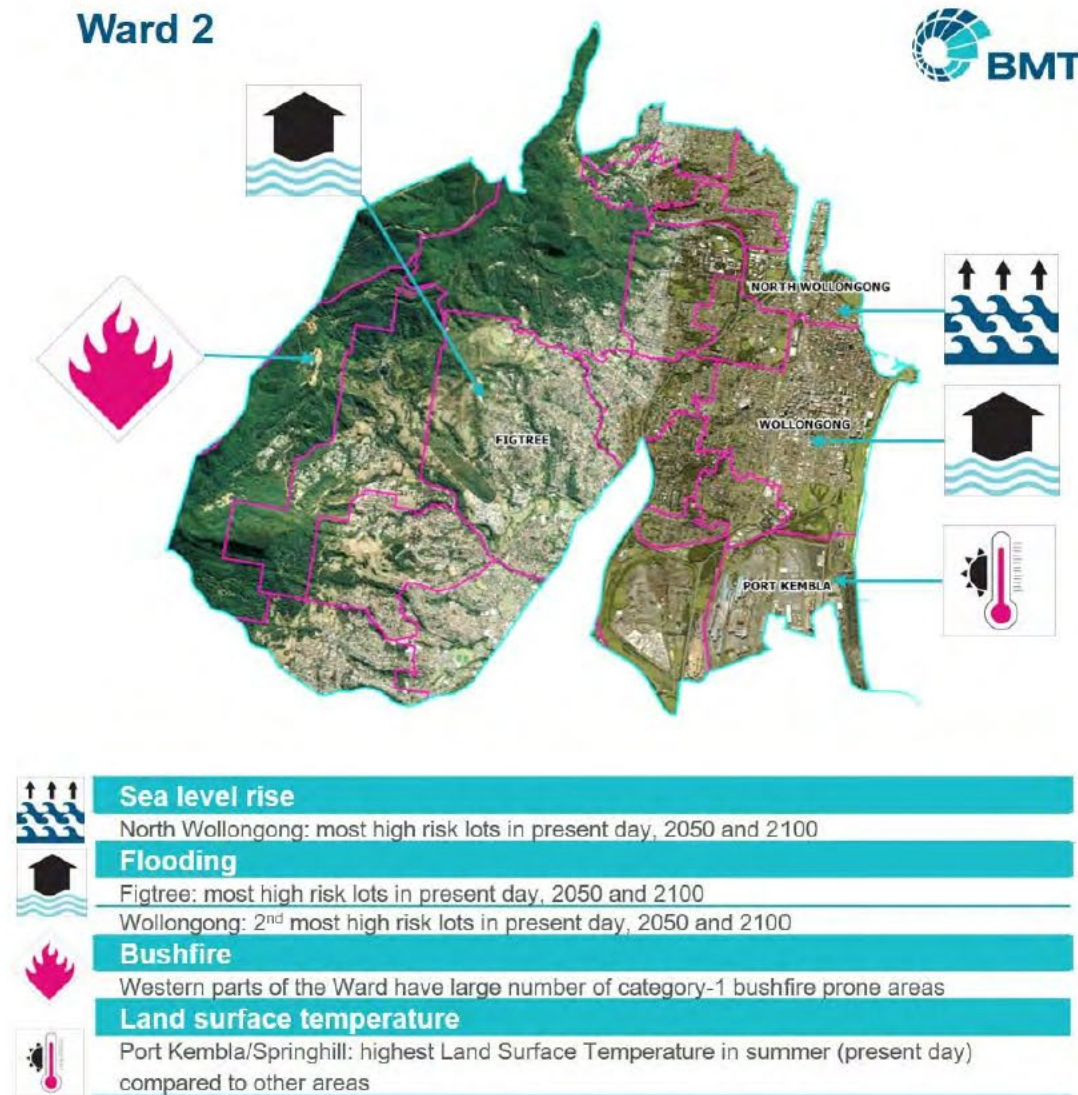 Ward 2
BMT
NORTH WOLLONGONG
WOLLONGONG
FIGTREE
PORT KEMBLA
Sea level rise
North Wollongong: most high risk lots in present day, 2050 and 2100
Flooding
Figtree: most high risk lots in present day, 2050 and 2100
Wollongong: 2nd most high risk lots in present day, 2050 and 2100
Bushfire
Western parts of the Ward have large number of category-1 bushfire prone areas
Land surface temperature
Port Kembla/Springhill: highest Land Surface Temperature in summer (present day)
compared to other areas